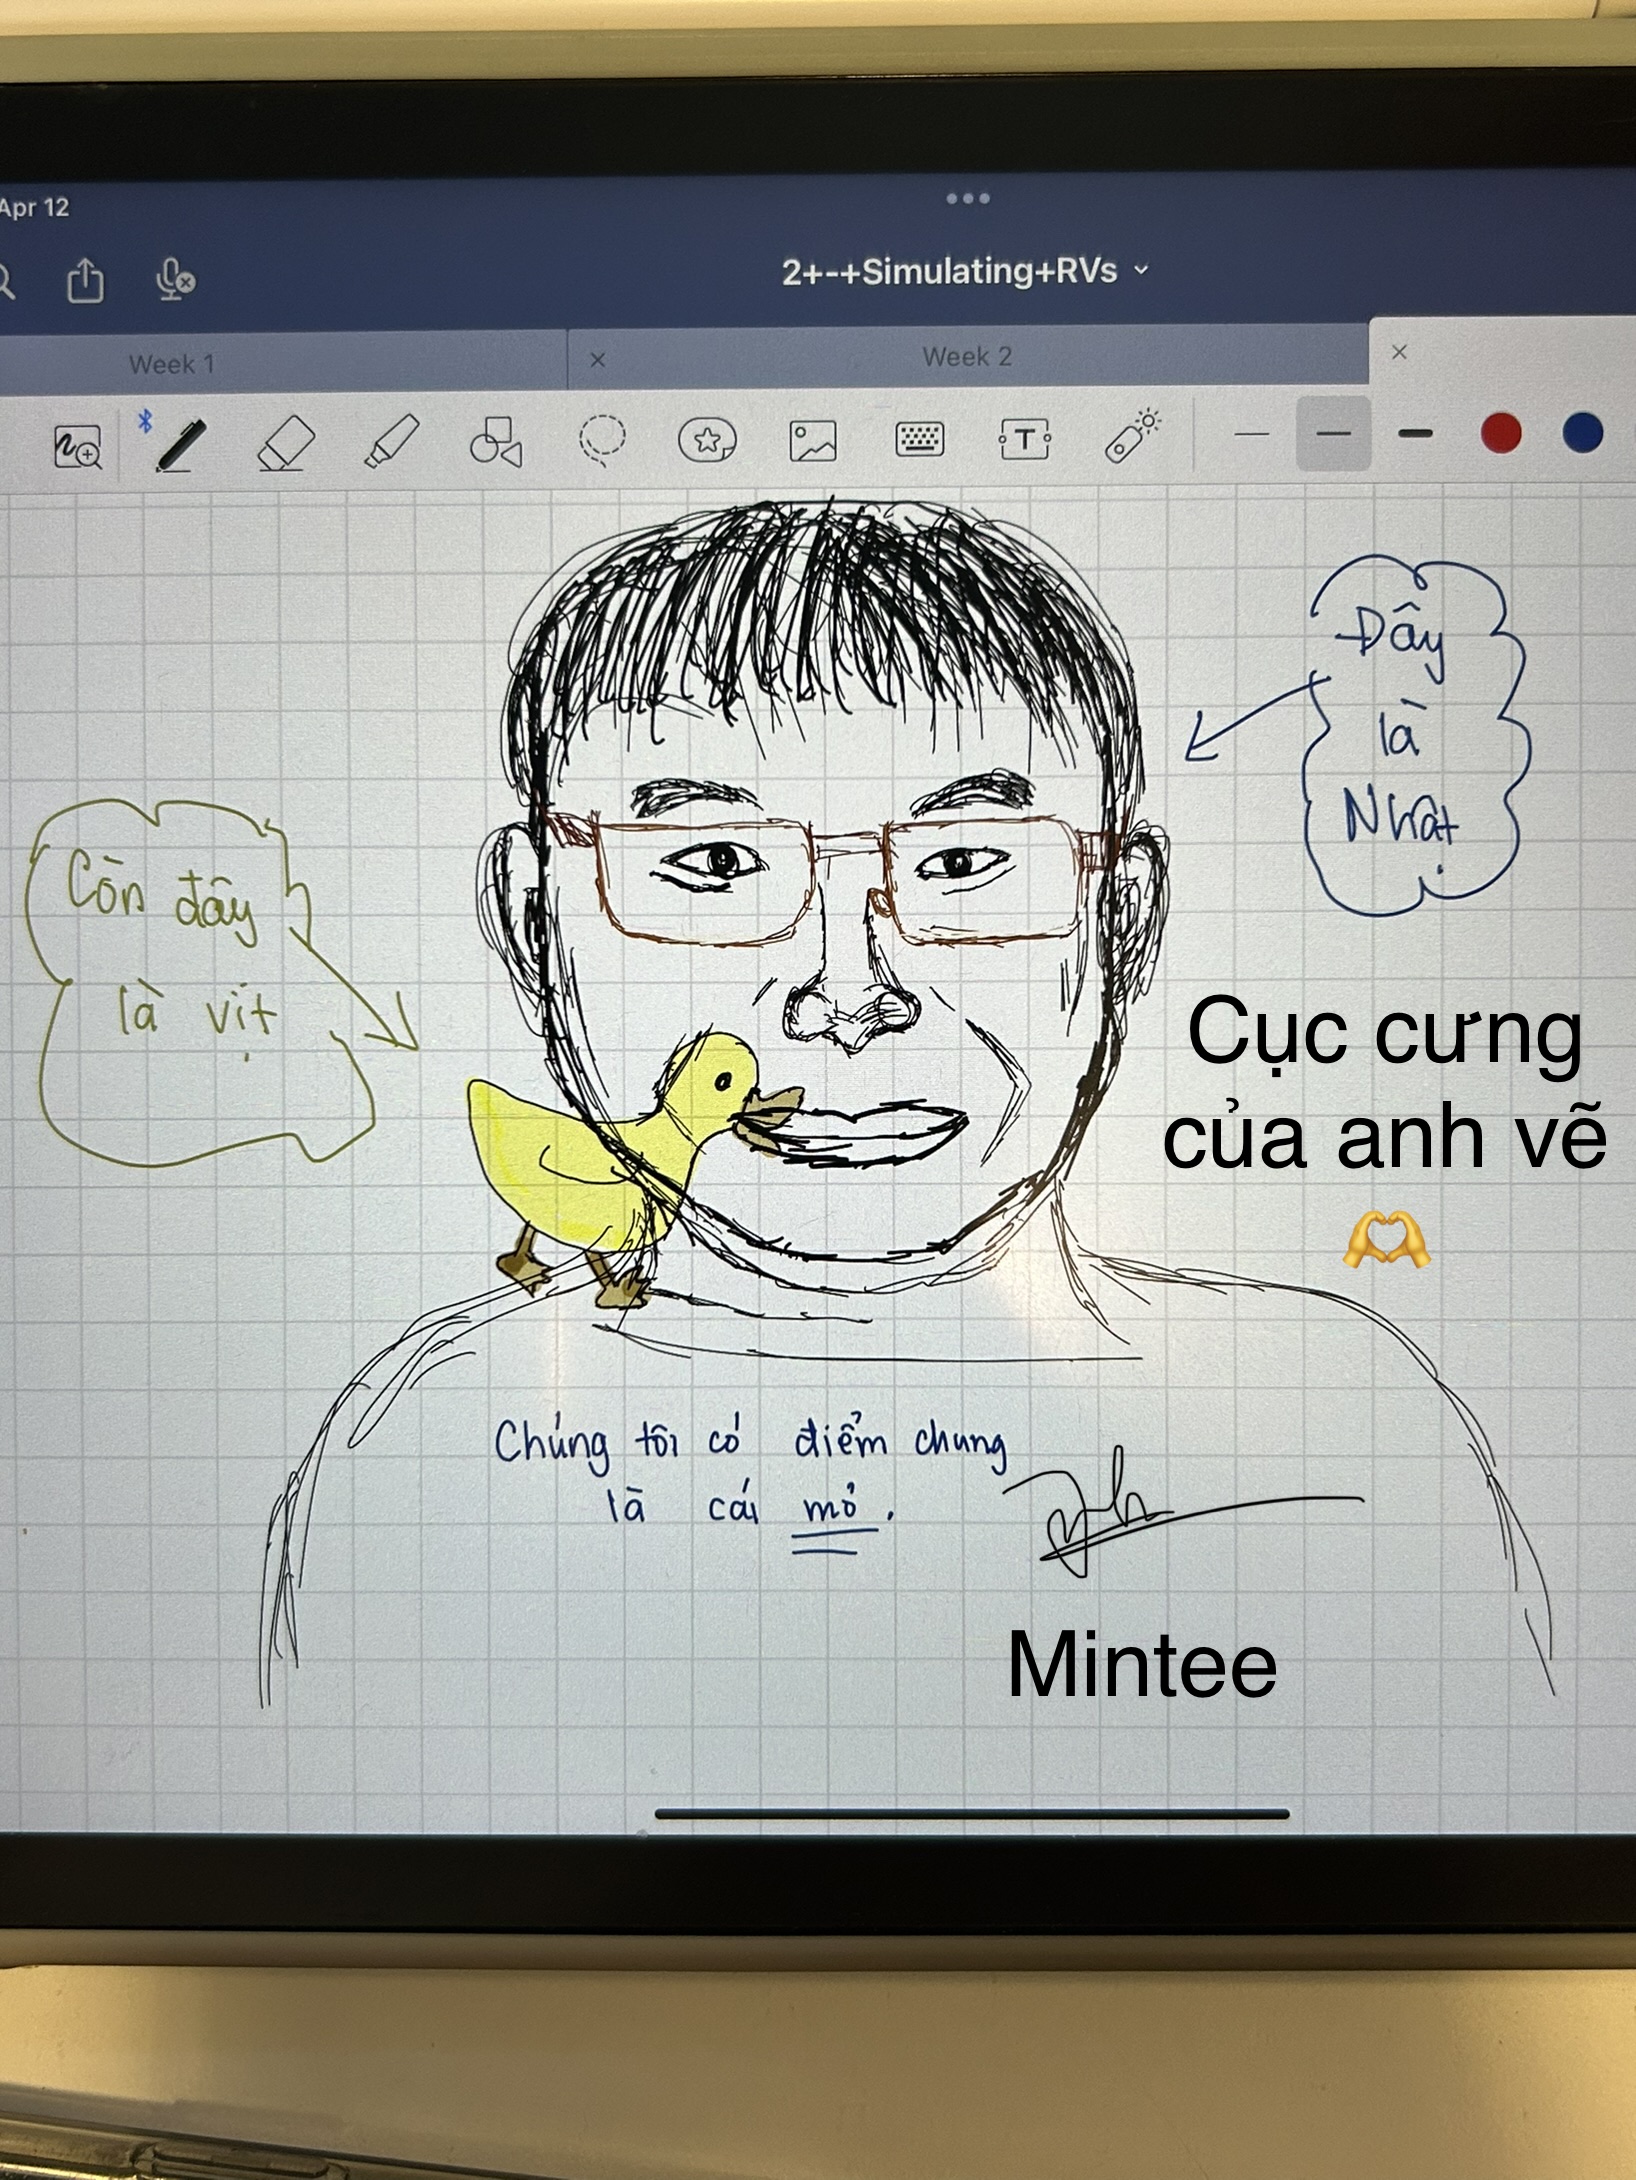 Apr 12
2+-+Simulating+RVs
Week 1
Week 2
T
Đây
là
Nhật
Còn đây
là vịt
Cục cưng
của anh vẽ
🫶
Chúng tôi có điểm chung
là cái mỏ.
Mintee